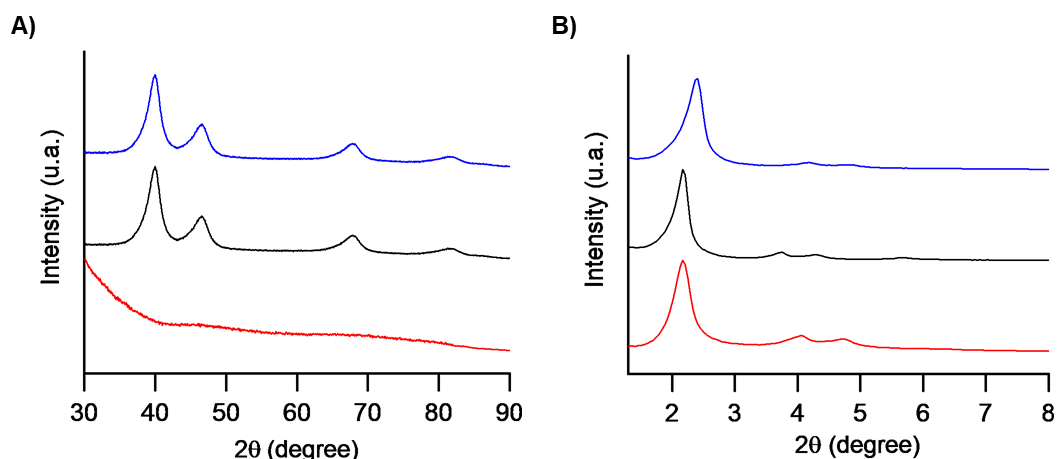 A)
B)
Intensity (u.a.)
30 40 50 60 70 80 90
2θ (degree)
Intensity (u.a.)
2 3 4 5 6 7 8
2θ (degree)